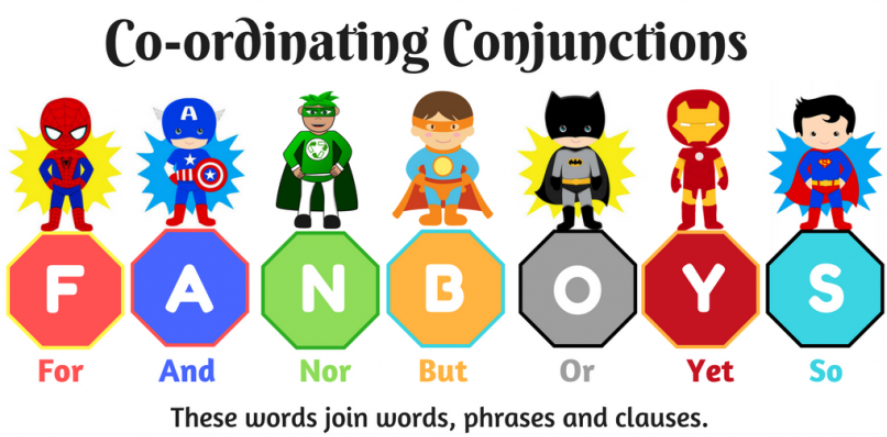 Co-ordinating Conjunctions
A
F A N B O Y S
For And Nor But Or Yet So
These words join words, phrases and clauses.